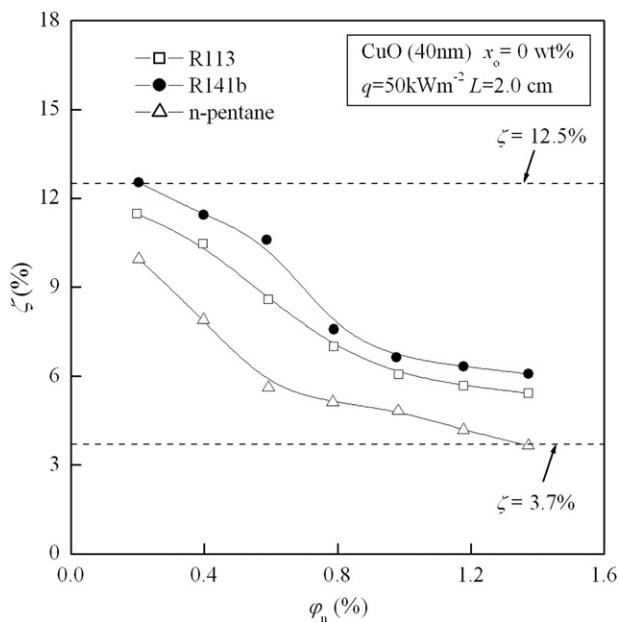 18
15
12
9
6
3
0
0.0
0.4
0.8
1.2
1.6
ζ (%)
φn (%)
R113
R141b
n-pentane
CuO (40nm) xo= 0 wt%
q=50kWm-2 L=2.0 cm
ζ = 12.5%
ζ = 3.7%